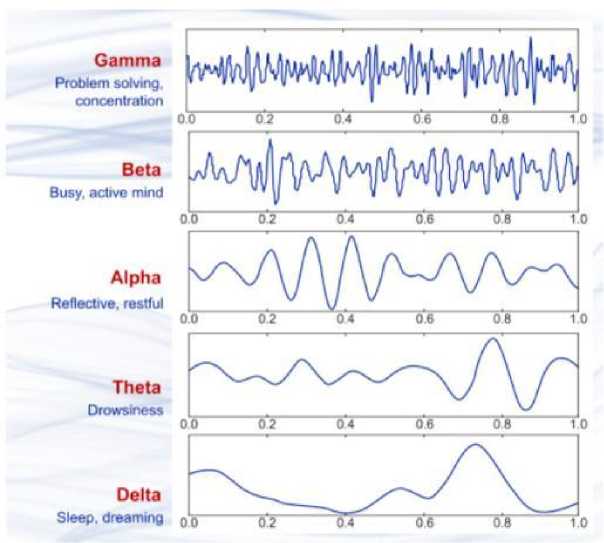 Gamma
Problem solving,
concentration
0.0 0.2 0.4 0.6 0.8 1.0
Beta
Busy, active mind
0.0 0.2 0.4 0.6 0.8 1.0
Alpha
Reflective, restful
0.0 0.2 0.4 0.6 0.8 1.0
Theta
Drowsiness
0.0 0.2 0.4 0.6 0.8 1.0
Delta
Sleep, dreaming
0.0 0.2 0.4 0.6 0.8 1.0